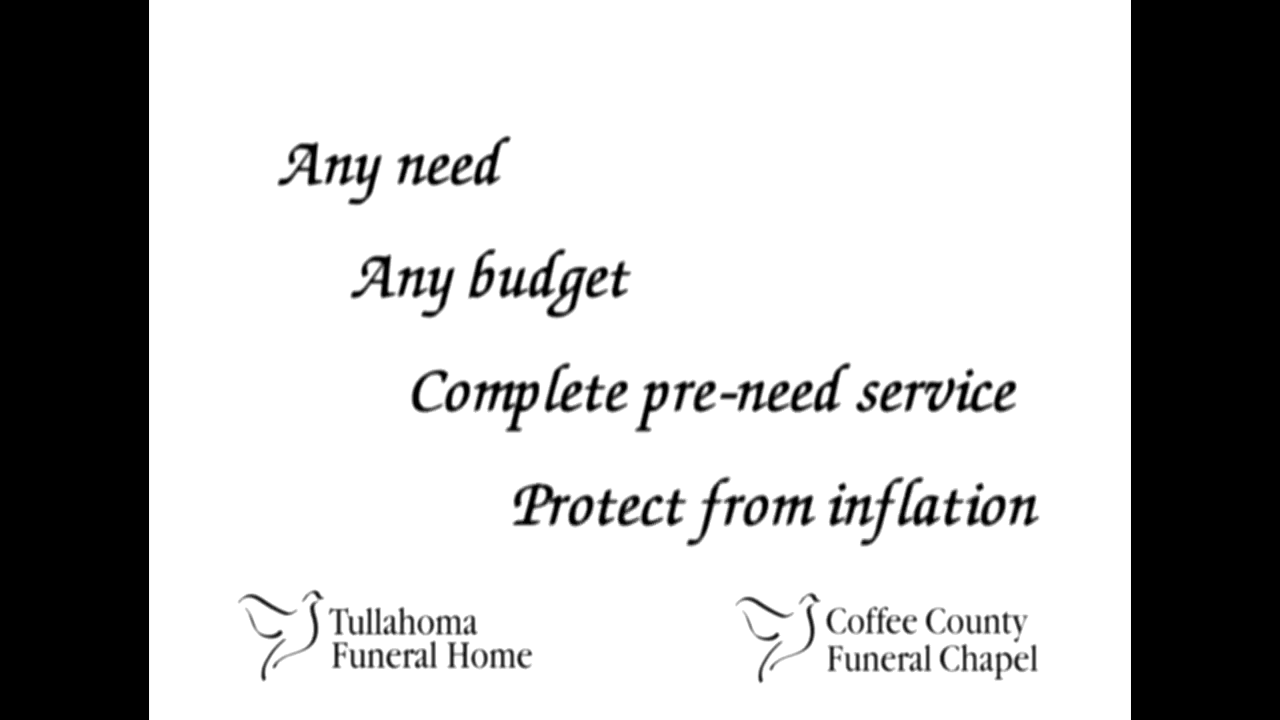 Any need
Any budget
Complete pre-need service
Protect from inflation
Tullahoma
Funeral Home
Coffee County
Funeral Chapel